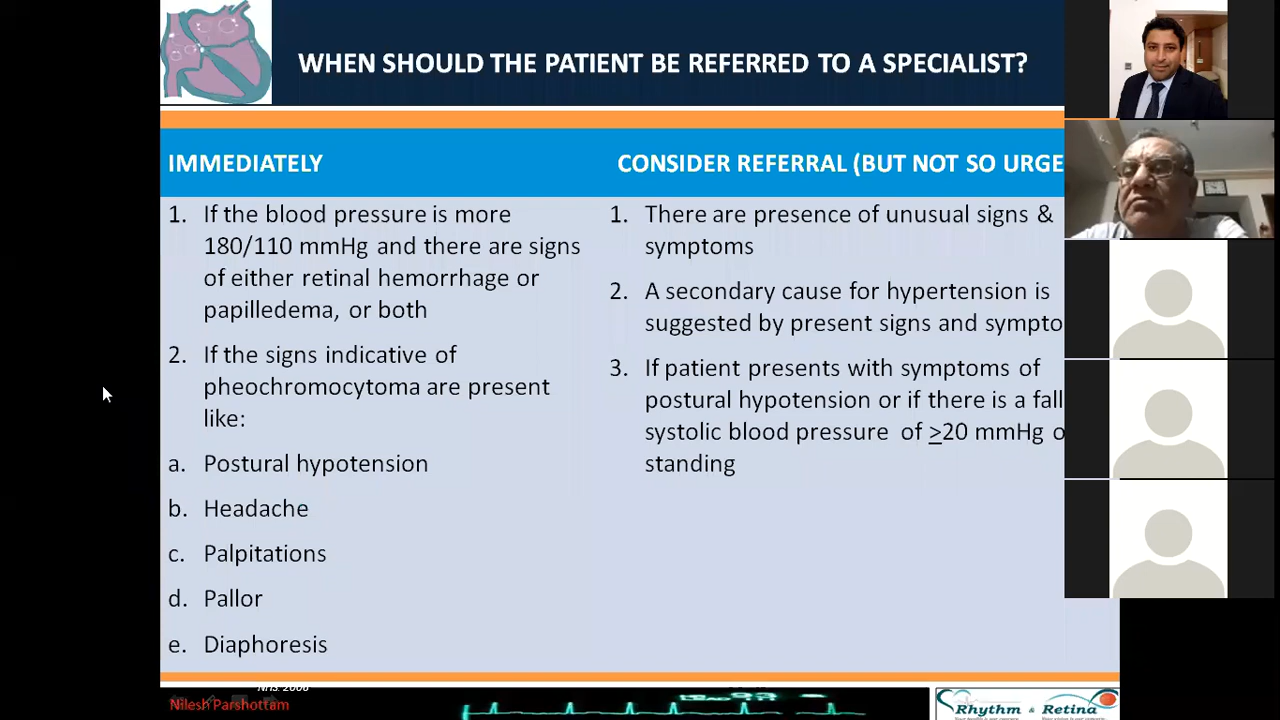 WHEN SHOULD THE PATIENT BE REFERRED TO A SPECIALIST?
IMMEDIATELY
1. If the blood pressure is more
180/110 mmHg and there are signs
of either retinal hemorrhage or
papilledema, or both
2. If the signs indicative of
pheochromocytoma are present
like:
a. Postural hypotension
b. Headache
c. Palpitations
d. Pallor
e. Diaphoresis
CONSIDER REFERRAL (BUT NOT SO URGE
1. There are presence of unusual signs &
symptoms
2. A secondary cause for hypertension is
suggested by present signs and sympto
3. If patient presents with symptoms of
postural hypotension or if there is a fall
systolic blood pressure of ≥20 mmHg o
standing
NHS. 2006
Nilesh Parshottam
Rhythm & Retina